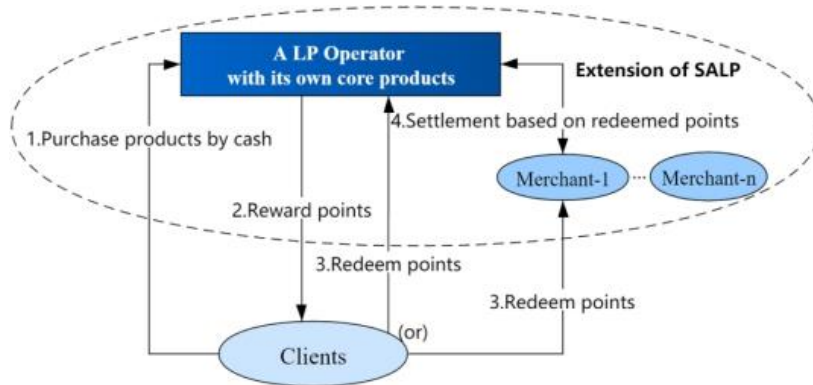 A LP Operator
with its own core products
Extension of SALP
1.Purchase products by cash
4.Settlement based on redeemed points
Merchant-1 ... Merchant-n
2.Reward points
3.Redeem points
3.Redeem points
(or)
Clients